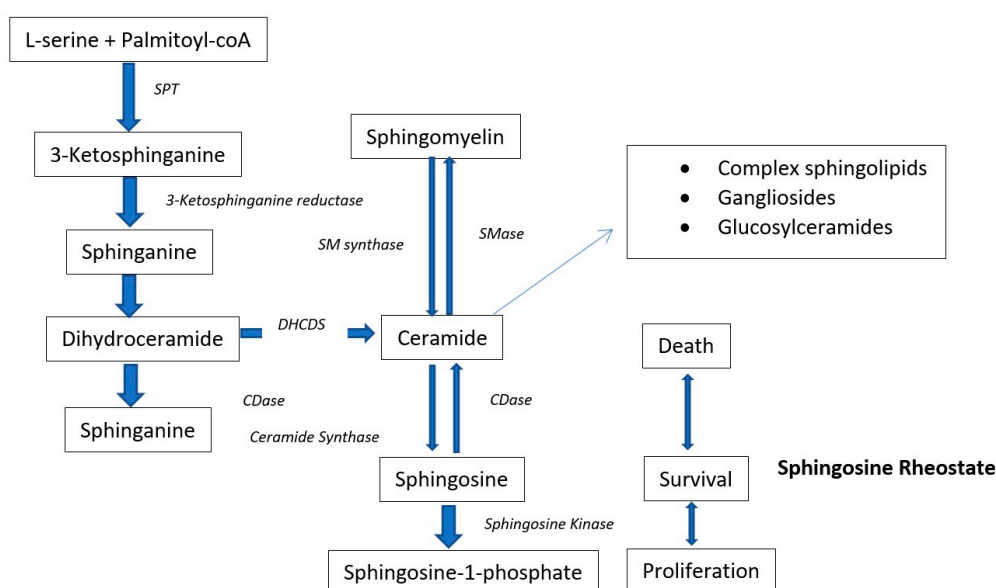 L-serine + Palmitoyl-coA
SPT
3-Ketosphinganine
3-Ketosphinganine reductase
Sphinganine
Dihydroceramide
DHCDS
Sphinganine
CDase
Ceramide Synthase
Sphingomyelin
SM synthase
SMase
Ceramide
CDase
Sphingosine
Sphingosine Kinase
Sphingosine-1-phosphate
• Complex sphingolipids
• Gangliosides
• Glucosylceramides
Death
Survival
Sphingosine Rheostate
Proliferation